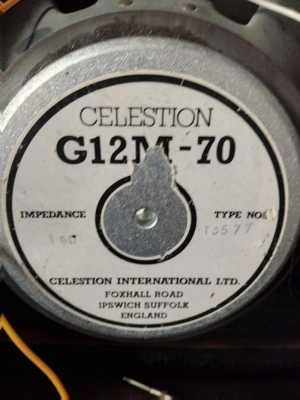 CELESTION
G12M-70
IMPEDANCE
TYPE NO.
T3577
CELESTION INTERNATIONAL LTD.
FOXHALL ROAD
IPSWICH SUFFOLK
ENGLAND